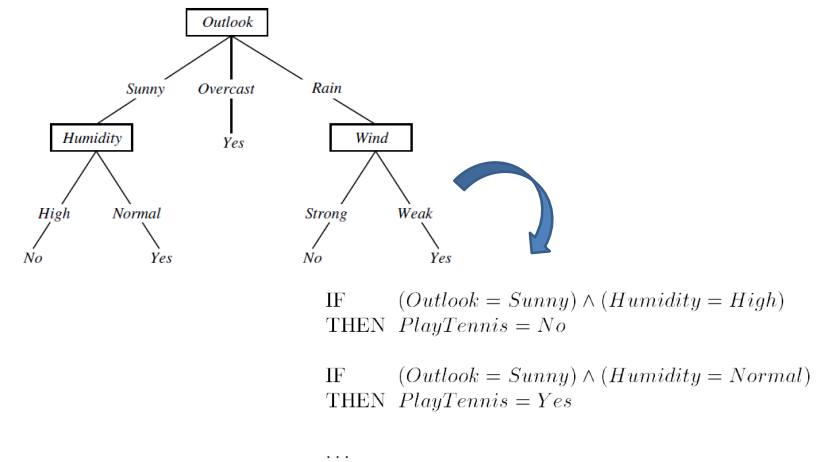 Outlook
Sunny Overcast Rain
Humidity Yes Wind
High Normal Strong Weak
No Yes No Yes
IF (Outlook = Sunny) ∧ (Humidity = High)
THEN PlayTennis = No
IF (Outlook = Sunny) ∧ (Humidity = Normal)
THEN PlayTennis = Yes
...